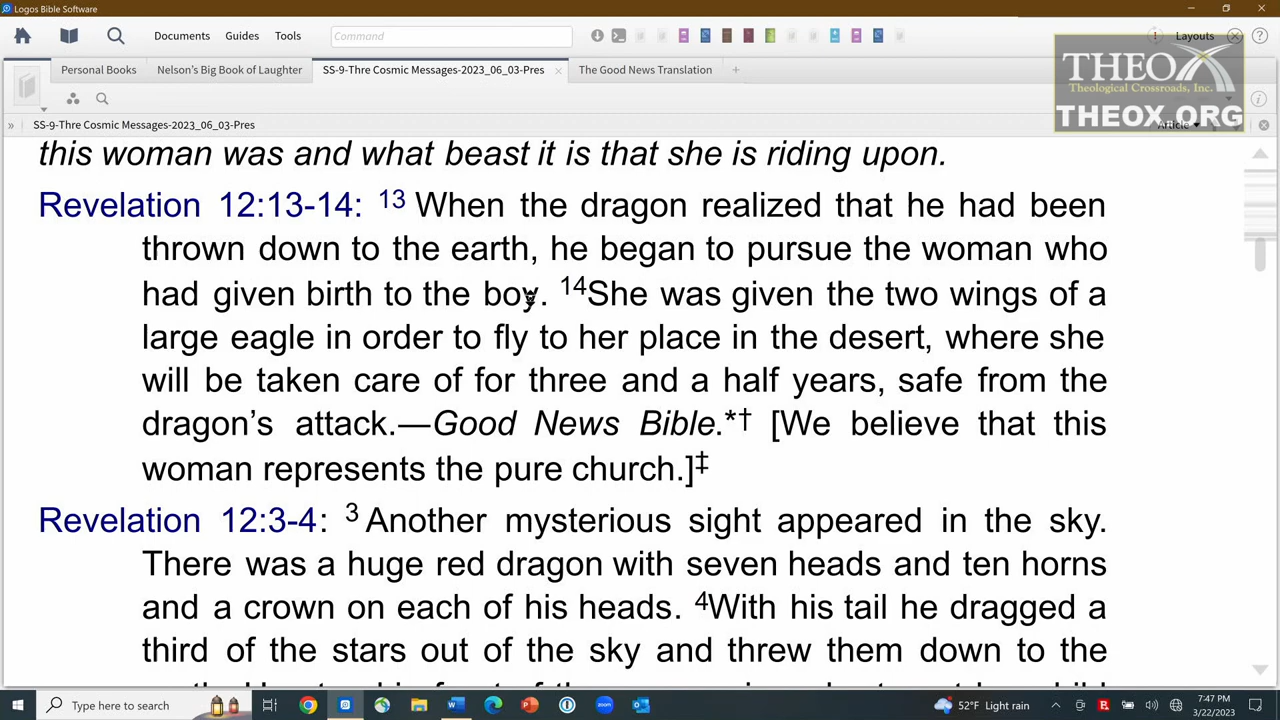 Logos Bible Software
Documents Guides Tools Command Layouts
Personal Books Nelson's Big Book of Laughter SS-9-Thre Cosmic Messages-2023_06_03-Pres The Good News Translation
THEOX
Theological Crossroads, Inc.
THEOX.ORG
SS-9-Thre Cosmic Messages-2023_06_03-Pres Article
this woman was and what beast it is that she is riding upon.
Revelation 12:13-14: 13 When the dragon realized that he had been
thrown down to the earth, he began to pursue the woman who
had given birth to the boy. 14She was given the two wings of a
large eagle in order to fly to her place in the desert, where she
will be taken care of for three and a half years, safe from the
dragon’s attack.—Good News Bible.*† [We believe that this
woman represents the pure church.]‡
Revelation 12:3-4: 3 Another mysterious sight appeared in the sky.
There was a huge red dragon with seven heads and ten horns
and a crown on each of his heads. 4With his tail he dragged a
third of the stars out of the sky and threw them down to the
Type here to search
52°F Light rain
7:47 PM
3/22/2023